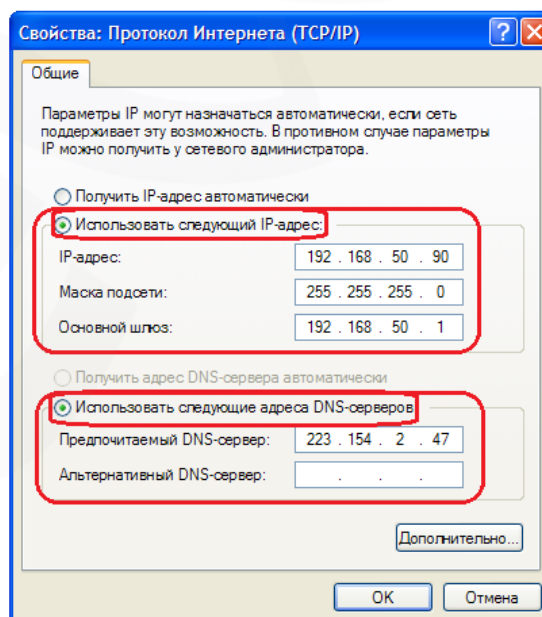 Свойства: Протокол Интернета (TCP/IP)
Общие
Параметры IP могут назначаться автоматически, если сеть
поддерживает эту возможность. В противном случае параметры
IP можно получить у сетевого администратора.
Получить IP-адрес автоматически
Использовать следующий IP-адрес:
IP-адрес: 192 . 168 . 50 . 90
Маска подсети: 255 . 255 . 255 . 0
Основной шлюз: 192 . 168 . 50 . 1
Получить адрес DNS-сервера автоматически
Использовать следующие адреса DNS-серверов
Предпочитаемый DNS-сервер: 223 . 154 . 2 . 47
Альтернативный DNS-сервер: . . .
Дополнительно...
OK Отмена